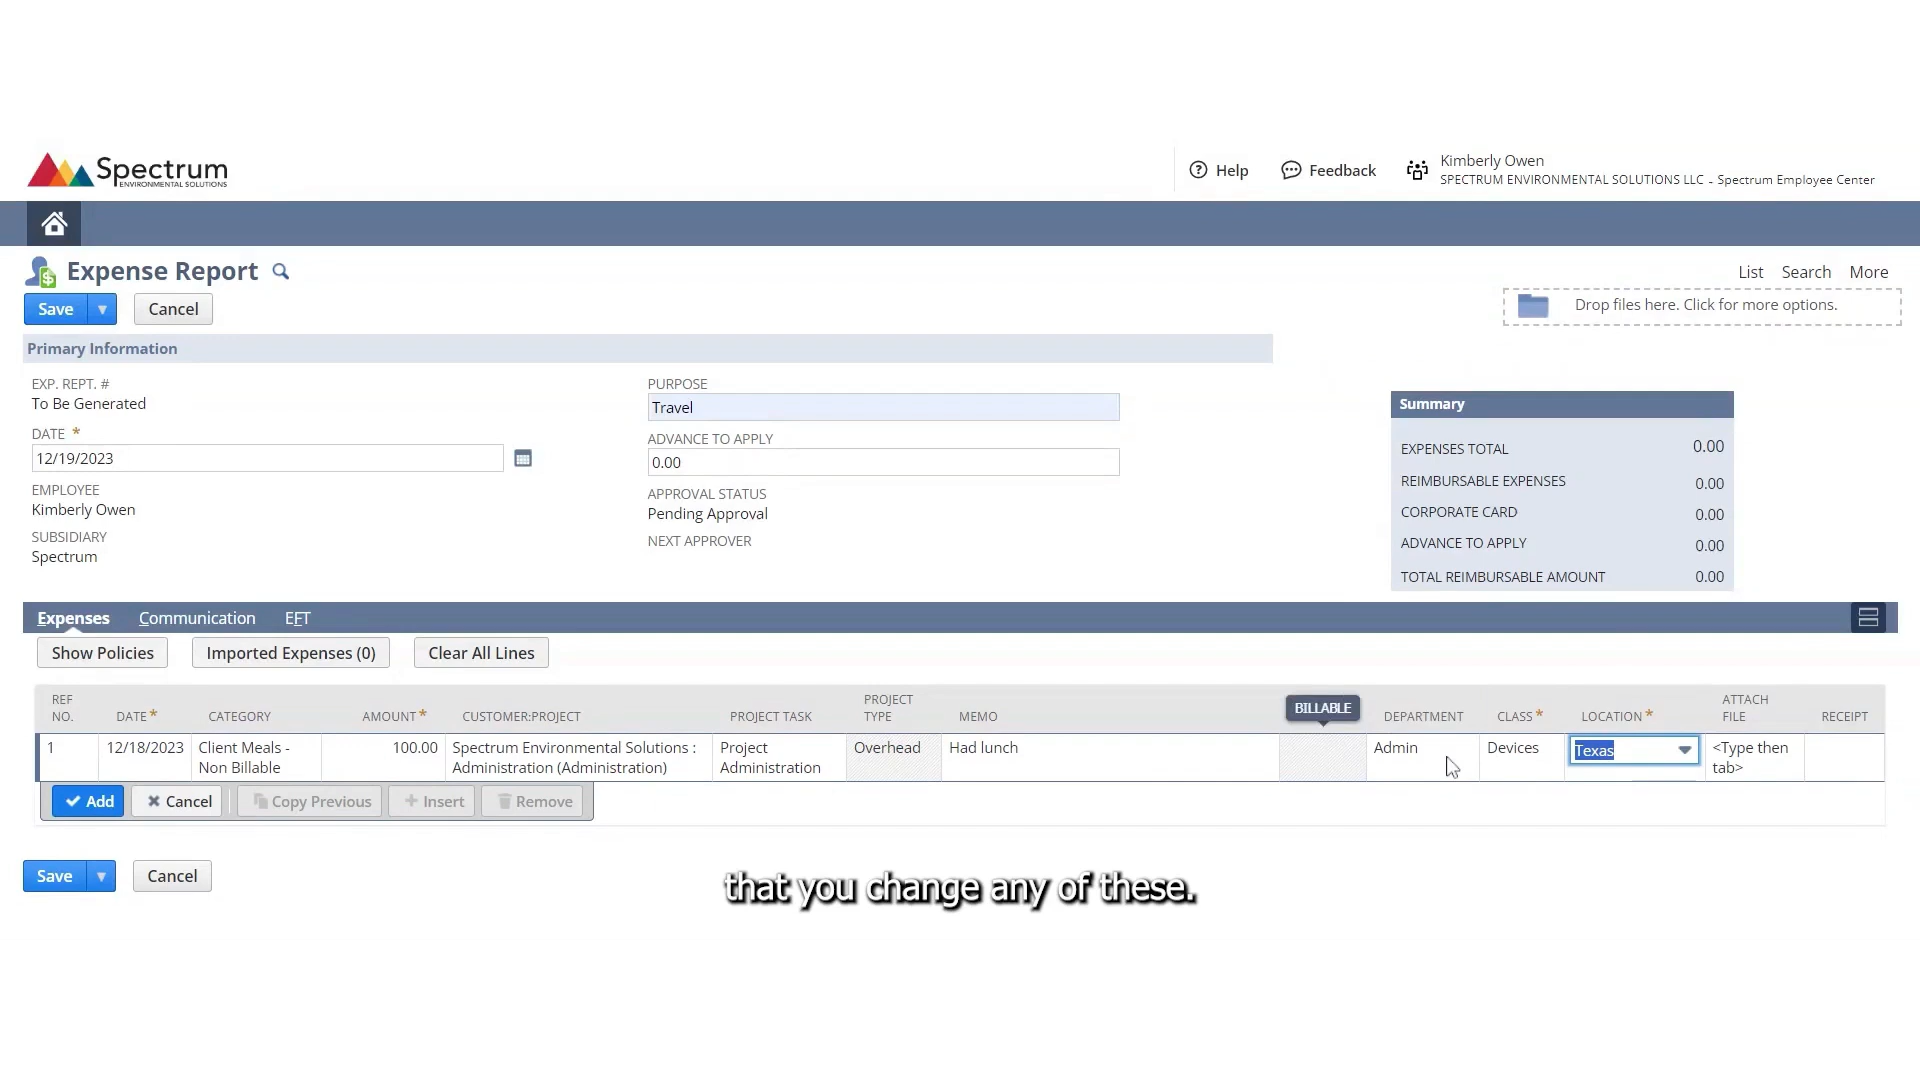 Spectrum
ENVIRONMENTAL SOLUTIONS
Help
Feedback
Kimberly Owen
SPECTRUM ENVIRONMENTAL SOLUTIONS LLC - Spectrum Employee Center
Expense Report
List Search More
Save
Cancel
Drop files here. Click for more options.
Primary Information
EXP. REPT. #
To Be Generated
DATE *
12/19/2023
EMPLOYEE
Kimberly Owen
SUBSIDIARY
Spectrum
PURPOSE
Travel
ADVANCE TO APPLY
0.00
APPROVAL STATUS
Pending Approval
NEXT APPROVER
Summary
EXPENSES TOTAL 0.00
REIMBURSABLE EXPENSES 0.00
CORPORATE CARD 0.00
ADVANCE TO APPLY 0.00
TOTAL REIMBURSABLE AMOUNT 0.00
Expenses Communication EFT
Show Policies Imported Expenses (0) Clear All Lines
REF
NO.
DATE *
CATEGORY
AMOUNT *
CUSTOMER:PROJECT
PROJECT TASK
PROJECT
TYPE
MEMO
BILLABLE
DEPARTMENT
CLASS *
LOCATION *
ATTACH
FILE
RECEIPT
1
12/18/2023
Client Meals -
Non Billable
100.00
Spectrum Environmental Solutions :
Administration (Administration)
Project
Administration
Overhead
Had lunch
Admin
Devices
Texas
<Type then
tab>
Add Cancel Copy Previous Insert Remove
Save
Cancel
that you change any of these.